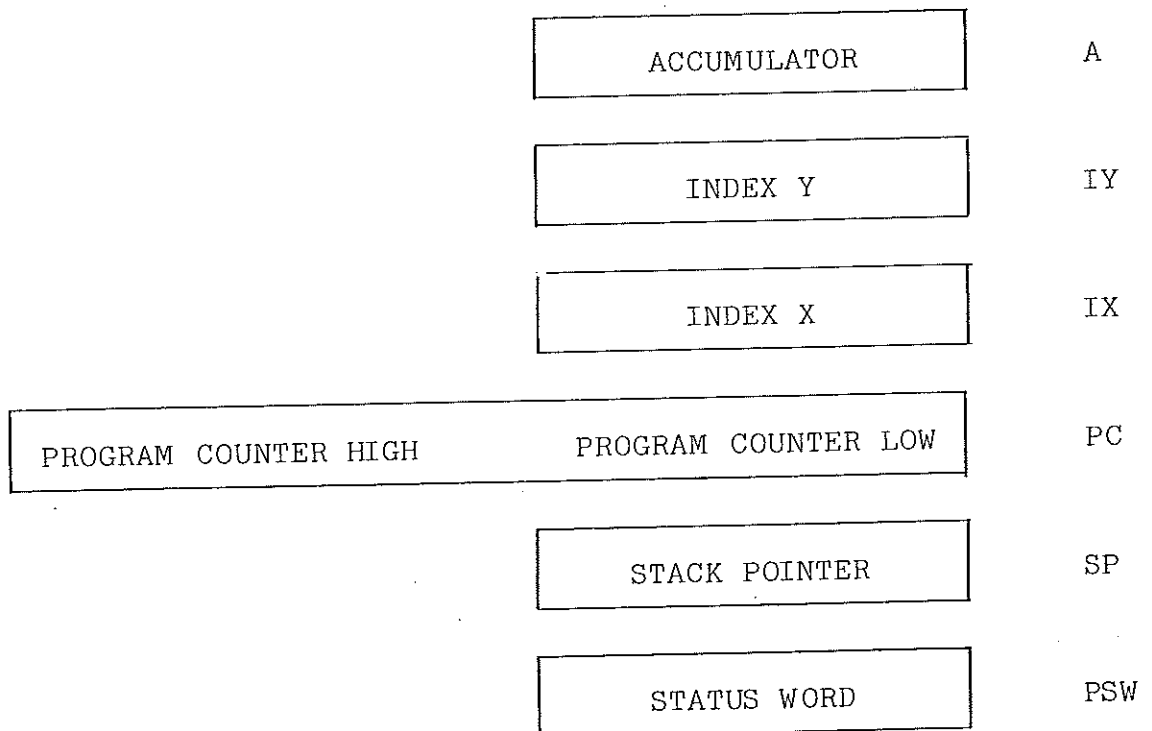 ACCUMULATOR A
INDEX Y IY
INDEX X IX
PROGRAM COUNTER HIGH PROGRAM COUNTER LOW PC
STACK POINTER SP
STATUS WORD PSW